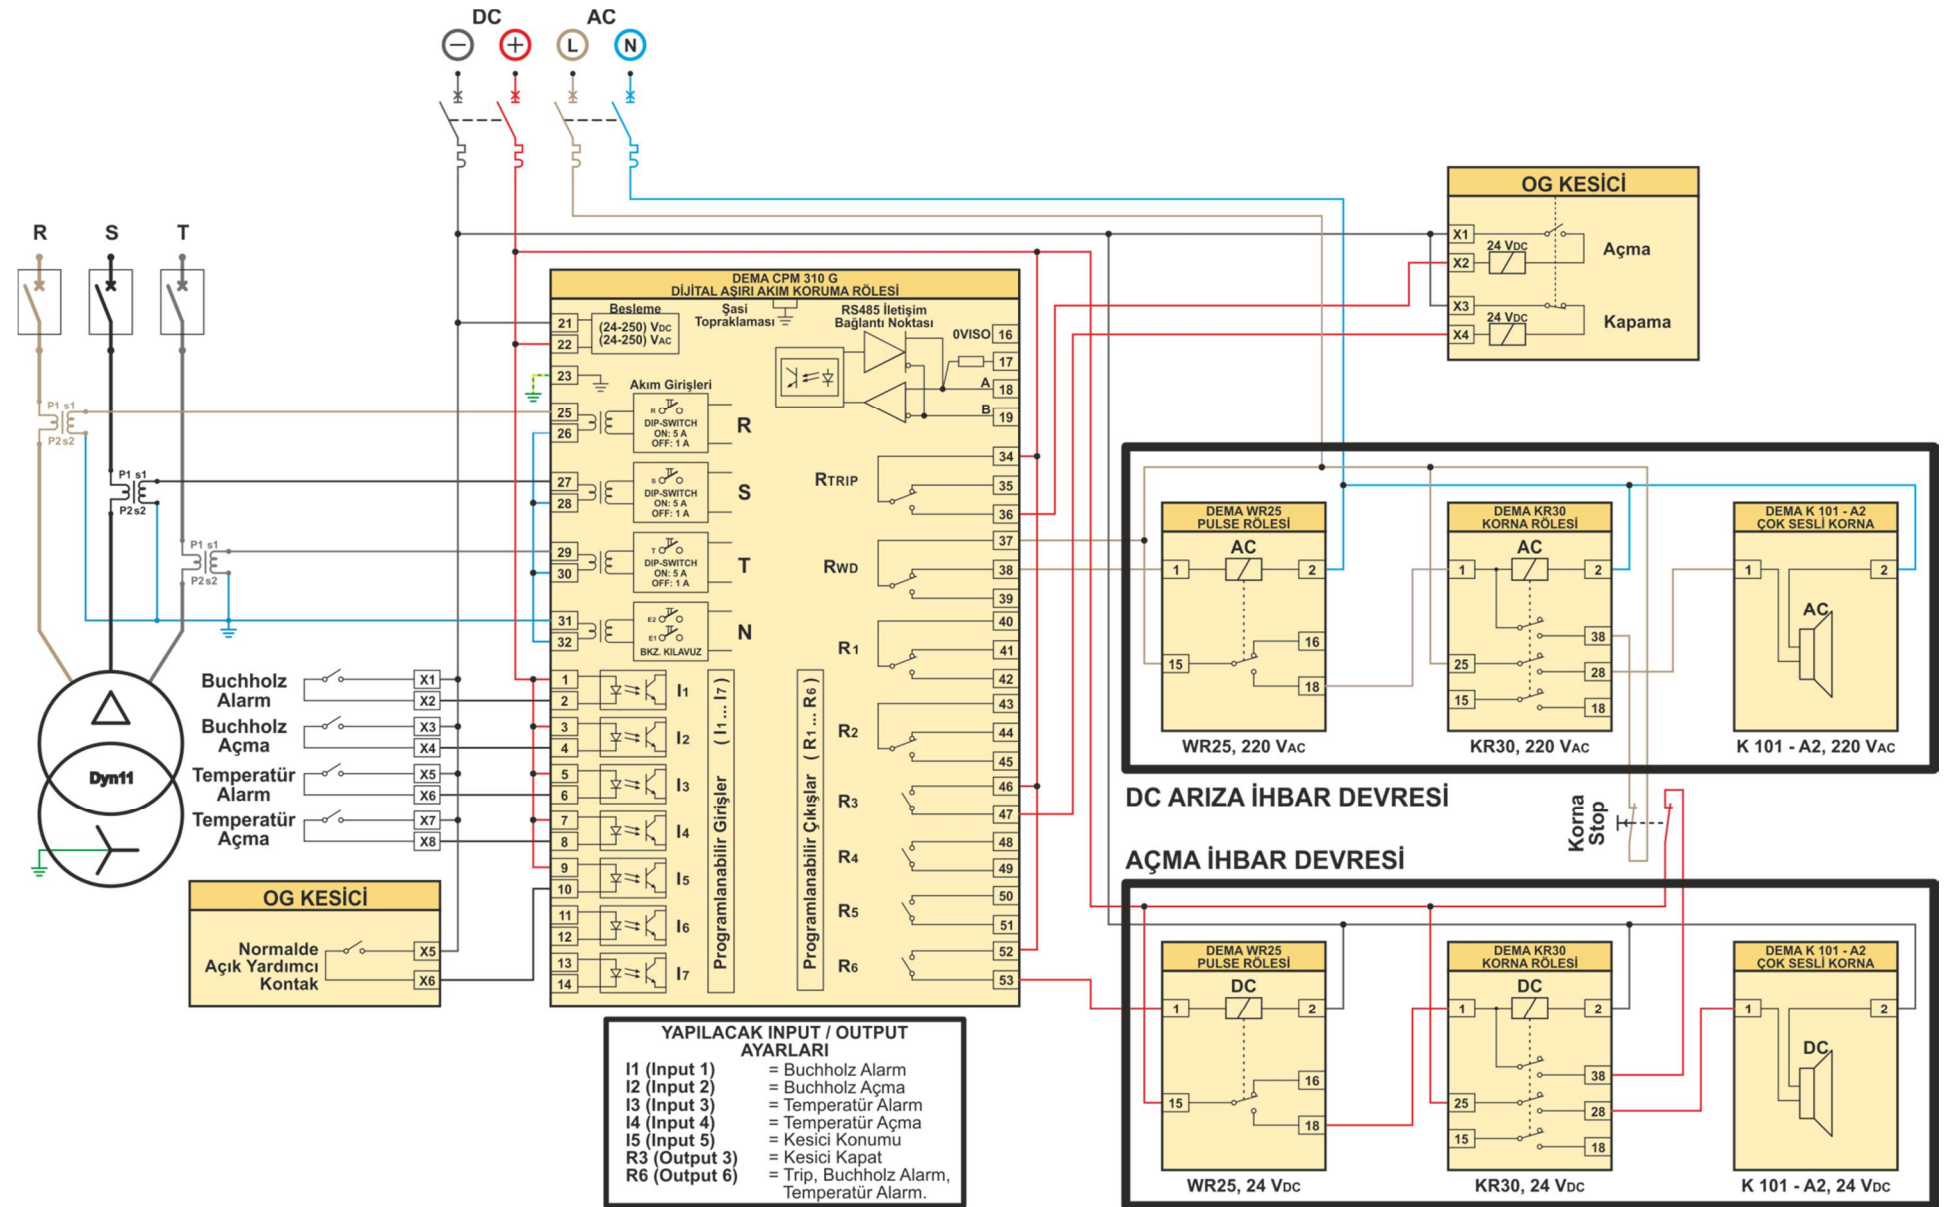 DC
AC
− + L N
R S T
P1 s1
P2 s2
P1 s1
P2 s2
P1 s1
P2 s2
Dyn11
Buchholz
Alarm
X1
X2
Buchholz
Açma
X3
X4
Temperatür
Alarm
X5
X6
Temperatür
Açma
X7
X8
OG KESİCİ
Normalde
Açık Yardımcı
Kontak
X5
X6
DEMA CPM 310 G
DİJİTAL AŞIRI AKIM KORUMA RÖLESİ
Besleme
(24-250) VDC
(24-250) VAC
Şasi
Topraklaması
RS485 İletişim
Bağlantı Noktası
21
22
23
Akım Girişleri
25
26
R
DIP-SWITCH
ON: 5 A
OFF: 1 A
R
27
28
S
DIP-SWITCH
ON: 5 A
OFF: 1 A
S
29
30
T
DIP-SWITCH
ON: 5 A
OFF: 1 A
T
31
32
E2
E1
BKZ. KILAVUZ
N
1
2
I1
3
4
I2
5
6
I3
7
8
I4
9
10
I5
11
12
I6
13
14
I7
Programlanabilir Girişler ( I1 ... I7 )
Programlanabilir Çıkışlar ( R1 ... R6 )
0VISO 16
17
A 18
B 19
RTRIP
34
35
36
RWD
37
38
39
R1
40
41
42
R2
43
44
45
R3
46
47
R4
48
49
R5
50
51
R6
52
53
YAPILACAK INPUT / OUTPUT
AYARLARI
I1 (Input 1) = Buchholz Alarm
I2 (Input 2) = Buchholz Açma
I3 (Input 3) = Temperatür Alarm
I4 (Input 4) = Temperatür Açma
I5 (Input 5) = Kesici Konumu
R3 (Output 3) = Kesici Kapat
R6 (Output 6) = Trip, Buchholz Alarm,
Temperatür Alarm.
OG KESİCİ
X1
X2
24 VDC
Açma
X3
X4
24 VDC
Kapama
DEMA WR25
PULSE RÖLESİ
AC
1
2
15
16
18
WR25, 220 VAC
DEMA KR30
KORNA RÖLESİ
AC
1
2
38
25
28
15
18
KR30, 220 VAC
DEMA K 101 - A2
ÇOK SESLİ KORNA
1
2
AC
K 101 - A2, 220 VAC
DC ARIZA İHBAR DEVRESİ
Korna
Stop
AÇMA İHBAR DEVRESİ
DEMA WR25
PULSE RÖLESİ
DC
1
2
15
16
18
WR25, 24 VDC
DEMA KR30
KORNA RÖLESİ
DC
1
2
38
25
28
15
18
KR30, 24 VDC
DEMA K 101 - A2
ÇOK SESLİ KORNA
1
2
DC
K 101 - A2, 24 VDC